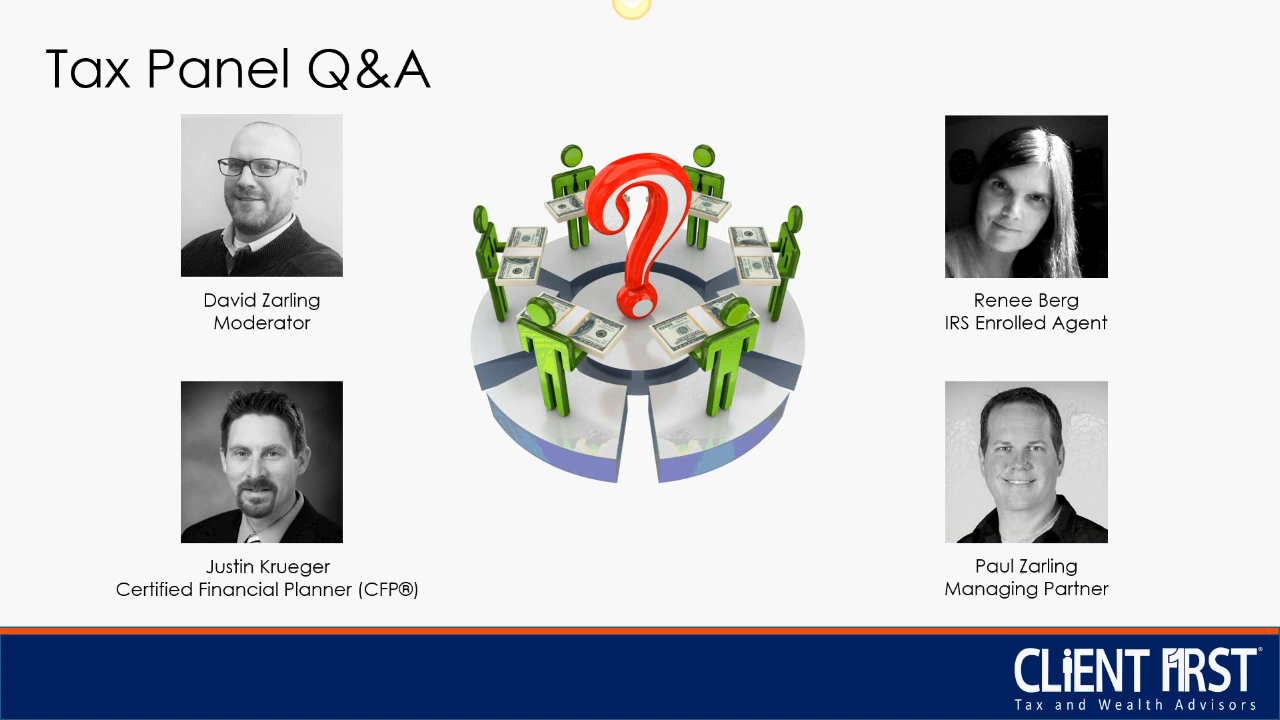 Tax Panel Q&A
David Zarling
Moderator
Renee Berg
IRS Enrolled Agent
Justin Krueger
Certified Financial Planner (CFP®)
Paul Zarling
Managing Partner
CLiENT FIRST®
Tax and Wealth Advisors